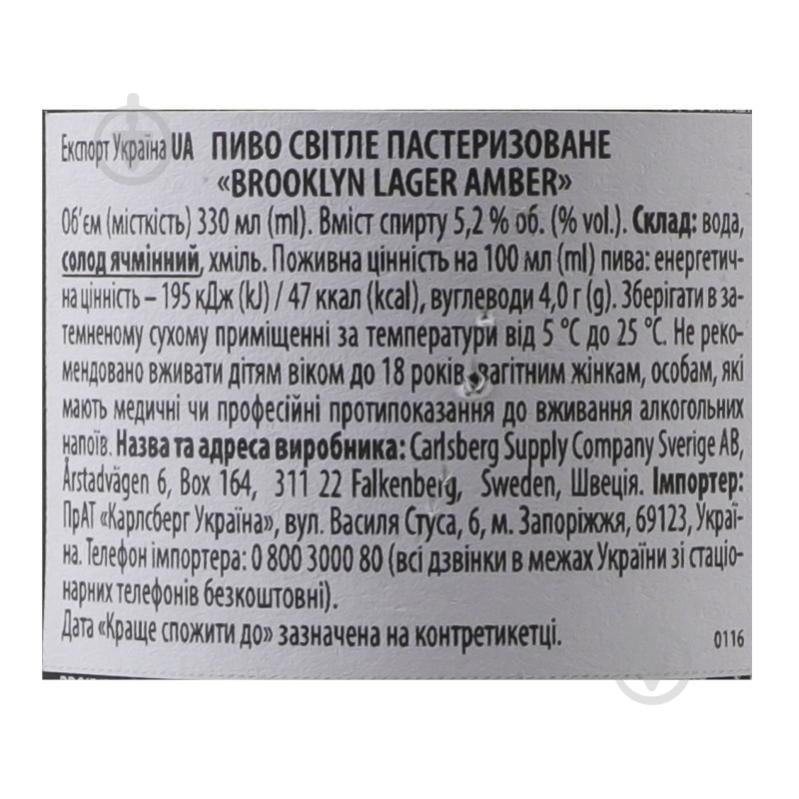 Експорт Україна UA ПИВО СВІТЛЕ ПАСТЕРИЗОВАНЕ
«BROOKLYN LAGER AMBER»
Об'єм (місткість) 330 мл (ml). Вміст спирту 5,2 % об. (% vol.). Склад: вода,
солод ячмінний, хміль. Поживна цінність на 100 мл (ml) пива: енергетич-
на цінність – 195 кДж (kJ) / 47 ккал (kcal), вуглеводи 4,0 г (g). Зберігати в за-
темненому сухому приміщенні за температури від 5 °С до 25 °С. Не реко-
мендовано вживати дітям віком до 18 років, вагітним жінкам, особам, які
мають медичні чи професійні протипоказання до вживання алкогольних
напоїв. Назва та адреса виробника: Carlsberg Supply Company Sverige AB,
Årstadvägen 6, Box 164, 311 22 Falkenberg, Sweden, Швеція. Імпортер:
ПрАТ «Карлсберг Україна», вул. Василя Стуса, 6, м. Запоріжжя, 69123, Украї-
на. Телефон імпортера: 0 800 3000 80 (всі дзвінки в межах України зі стаціо-
нарних телефонів безкоштовні).
Дата «Краще спожити до» зазначена на контретикетці.
0116